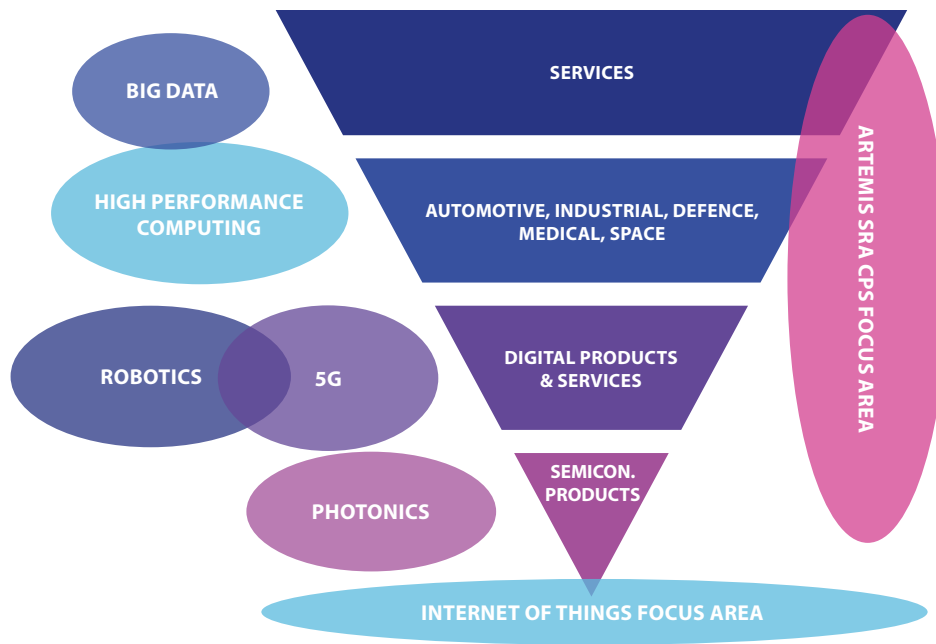 SERVICES
BIG DATA
HIGH PERFORMANCE
COMPUTING
AUTOMOTIVE, INDUSTRIAL, DEFENCE,
MEDICAL, SPACE
ARTEMIS SRA CPS FOCUS AREA
ROBOTICS
5G
DIGITAL PRODUCTS
& SERVICES
SEMICON.
PRODUCTS
PHOTONICS
INTERNET OF THINGS FOCUS AREA